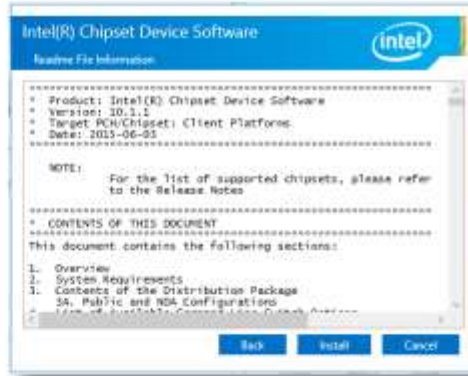 Intel(R) Chipset Device Software
intel
Readme File Information
************************************************************
* Product: Intel(R) Chipset Device Software
* Version: 10.1.1
* Target PCH/Chipset: Client Platforms
* Date: 2015-06-03
************************************************************
NOTE:
For the list of supported chipsets, please refer
to the Release Notes
************************************************************
* CONTENTS OF THIS DOCUMENT
************************************************************
This document contains the following sections:
1. Overview
2. System Requirements
3. Contents of the Distribution Package
3A. Public and NDA Configurations
Back
Install
Cancel